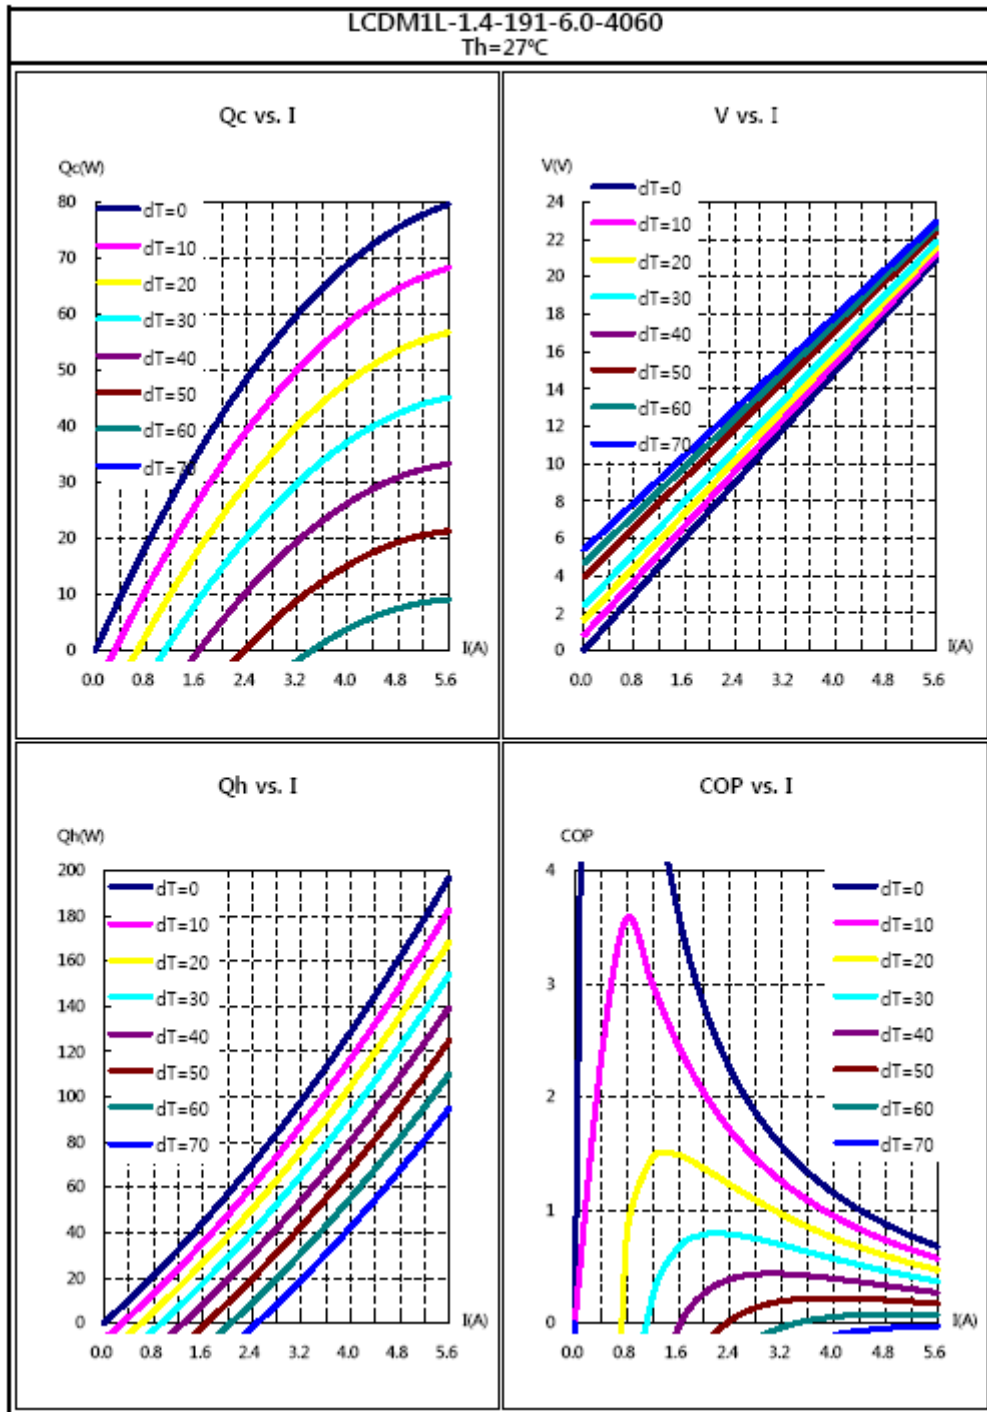 LCDM1L-1.4-191-6.0-4060
Th=27℃
Qc vs. I
Qc(W)
80
70
60
50
40
30
20
10
0
dT=0
dT=10
dT=20
dT=30
dT=40
dT=50
dT=60
dT=70
I(A)
0.0 0.8 1.6 2.4 3.2 4.0 4.8 5.6
V vs. I
V(V)
24
22
20
18
16
14
12
10
8
6
4
2
0
dT=0
dT=10
dT=20
dT=30
dT=40
dT=50
dT=60
dT=70
I(A)
0.0 0.8 1.6 2.4 3.2 4.0 4.8 5.6
Qh vs. I
Qh(W)
200
180
160
140
120
100
80
60
40
20
0
dT=0
dT=10
dT=20
dT=30
dT=40
dT=50
dT=60
dT=70
I(A)
0.0 0.8 1.6 2.4 3.2 4.0 4.8 5.6
COP vs. I
COP
4
3
2
1
0
dT=0
dT=10
dT=20
dT=30
dT=40
dT=50
dT=60
dT=70
I(A)
0.0 0.8 1.6 2.4 3.2 4.0 4.8 5.6